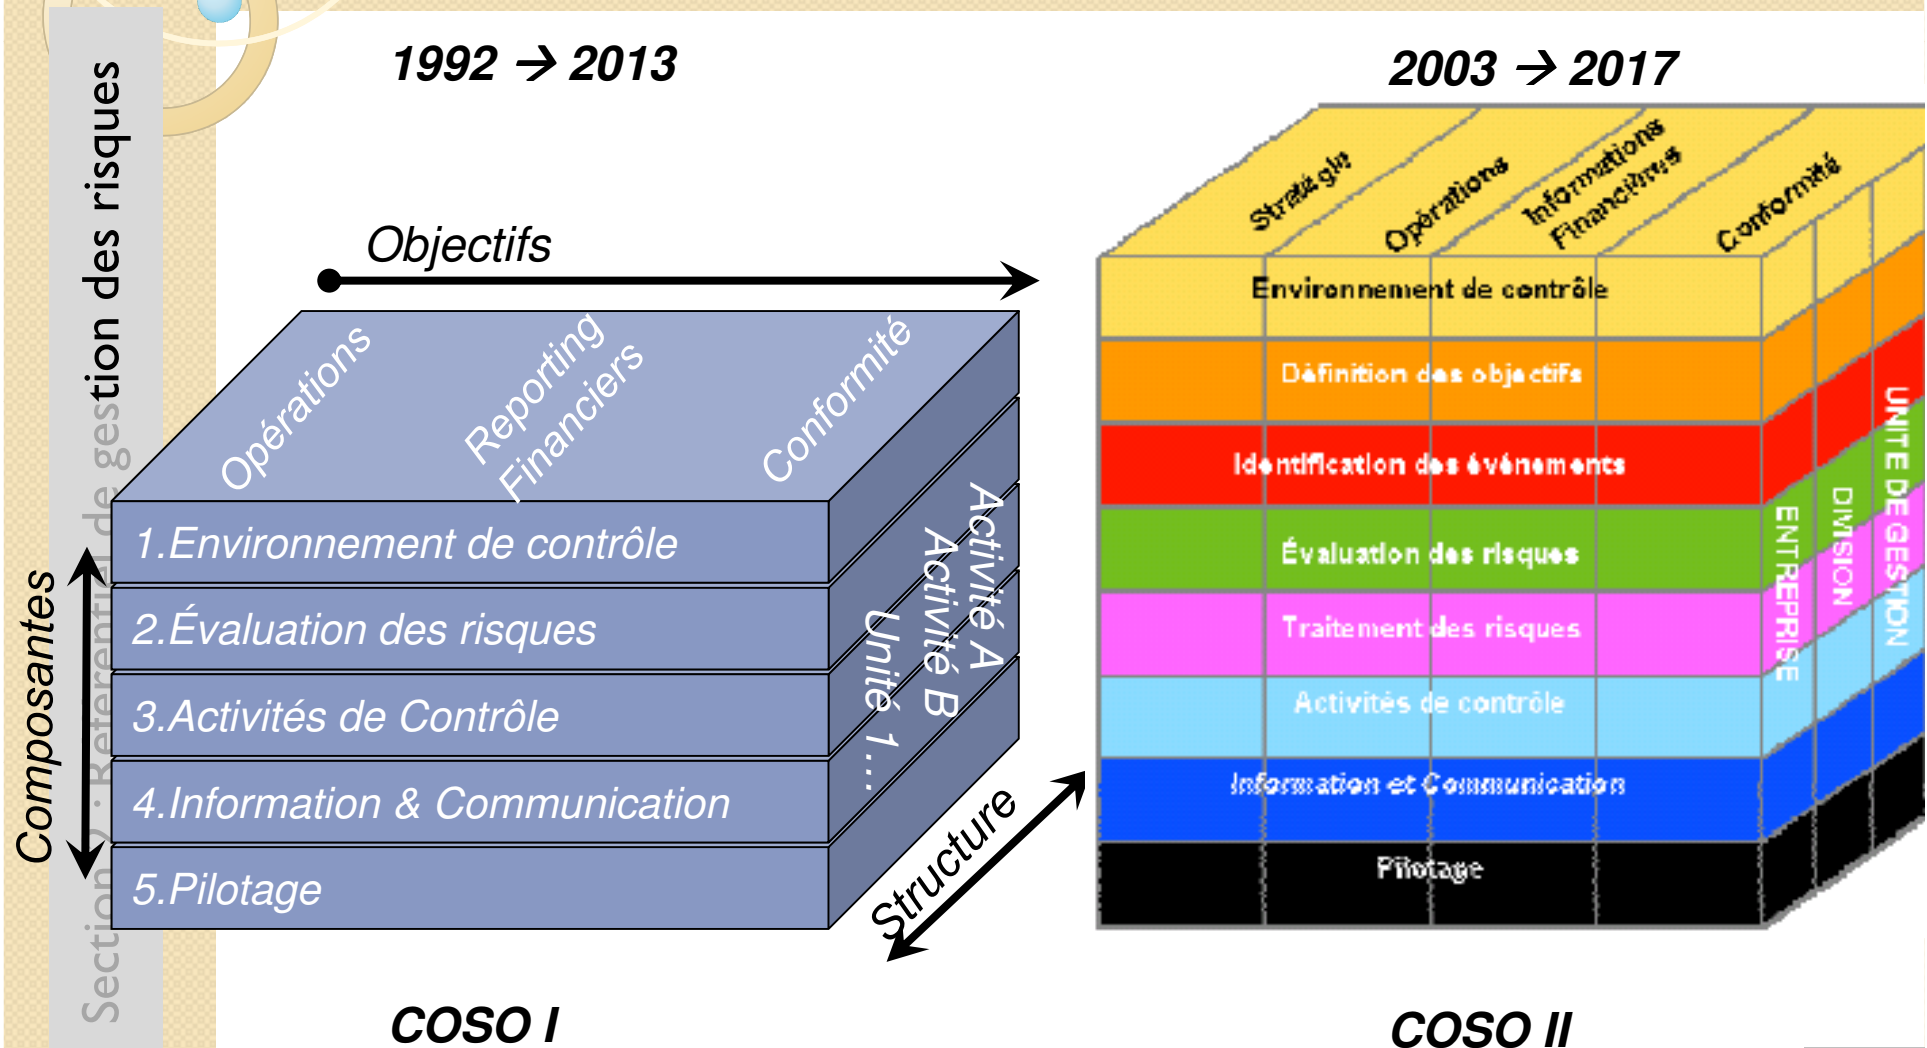 Section 2 : Référentiel de gestion des risques
1992 → 2013
2003 → 2017
Objectifs
Composantes
Structure
Opérations
Reporting
Financiers
Conformité
1.Environnement de contrôle
2.Évaluation des risques
3.Activités de Contrôle
4.Information & Communication
5.Pilotage
Activité A
Activité B
Unité 1...
COSO I
Stratégie
Opérations
Informations
Financières
Conformité
Environnement de contrôle
Définition des objectifs
Identification des événements
Évaluation des risques
Traitement des risques
Activités de contrôle
Information et Communication
Pilotage
ENTREPRISE
DIVISION
UNITE DE GESTION
COSO II